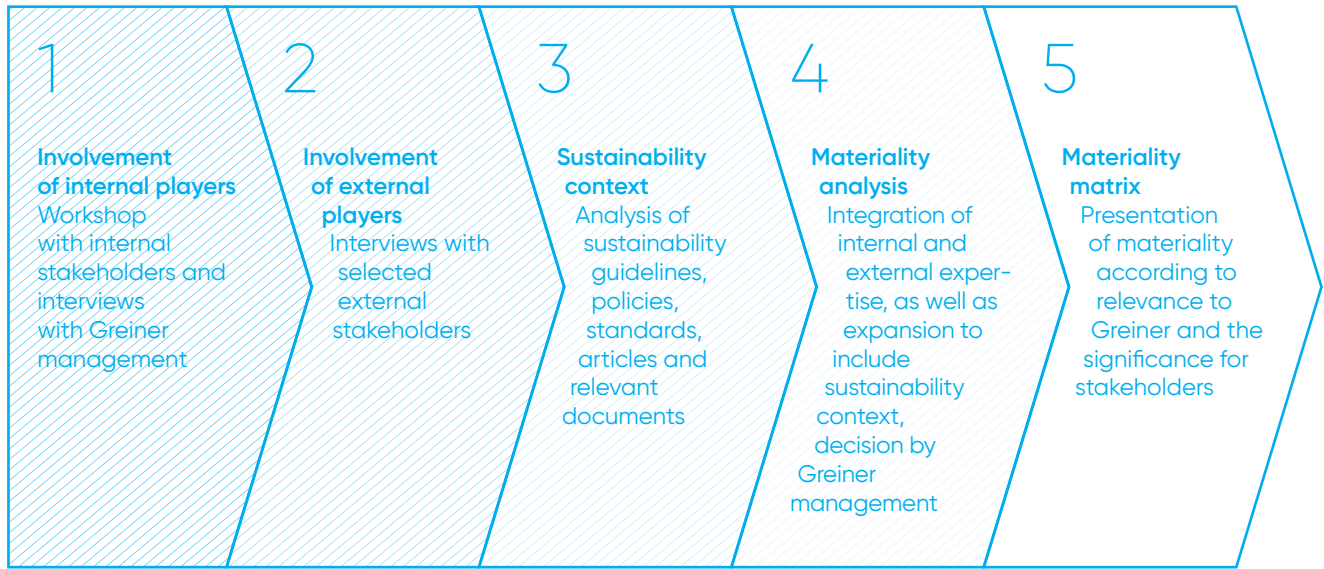 1
Involvement
of internal players
Workshop
with internal
stakeholders and
interviews
with Greiner
management
2
Involvement
of external
players
Interviews with
selected
external
stakeholders
3
Sustainability
context
Analysis of
sustainability
guidelines,
policies,
standards,
articles and
relevant
documents
4
Materiality
analysis
Integration of
internal and
external exper-
tise, as well as
expansion to
include
sustainability
context,
decision by
Greiner
management
5
Materiality
matrix
Presentation
of materiality
according to
relevance to
Greiner and the
significance for
stakeholders